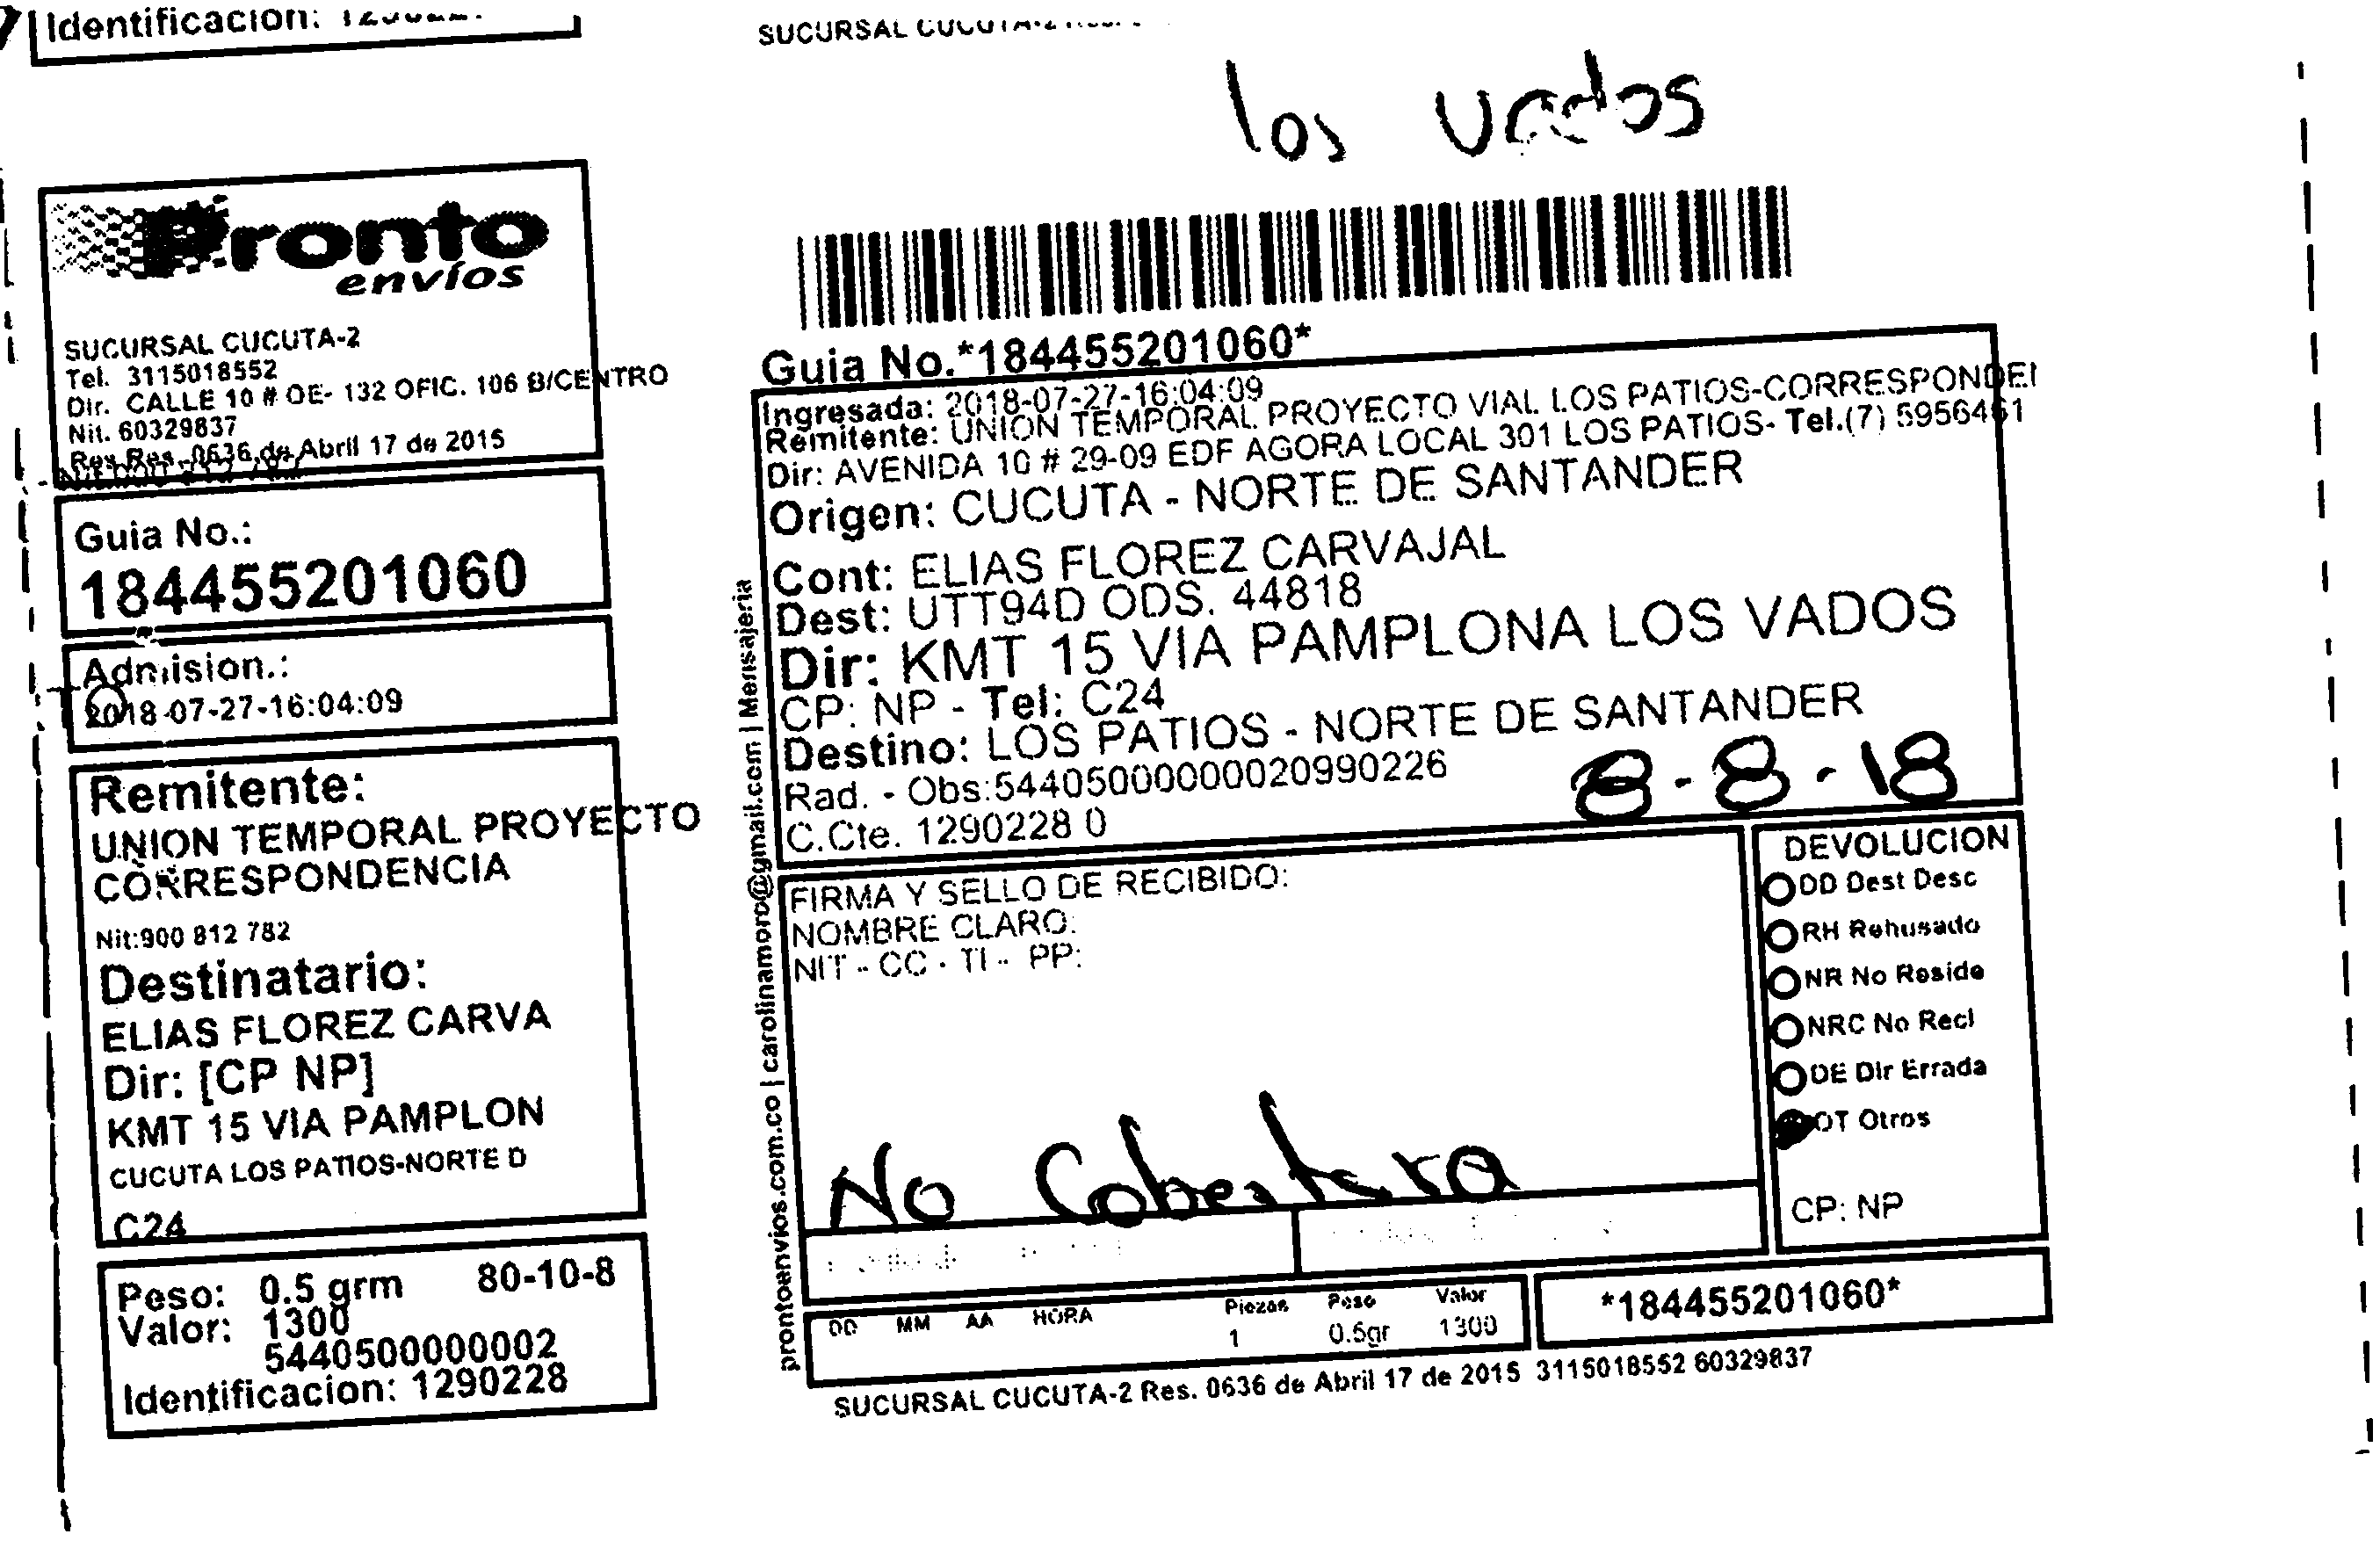 Identificacion:
SUCURSAL CUCUTA-2
los vados
Pronto
envíos
SUCURSAL CUCUTA-2
Tel. 3115018552
Dir. CALLE 10 # OE- 132 OFIC. 106 B/CENTRO
Nit. 60329837
Res. 0636 de Abril 17 de 2015
Guia No.:
184455201060
Admision.:
2018-07-27-16:04:09
Remitente:
UNION TEMPORAL PROYECTO
CORRESPONDENCIA
Nit:900 812 782
Destinatario:
ELIAS FLOREZ CARVA
Dir: [CP NP]
KMT 15 VIA PAMPLON
CUCUTA LOS PATIOS-NORTE D
C24
Peso: 0.5 grm 80-10-8
Valor: 1300
5440500000002
Identificacion: 1290228
prontoenvios.com.co | carolinamoro@gmail.com | Mensajeria
Guia No.*184455201060*
Ingresada: 2018-07-27-16:04:09
Remitente: UNION TEMPORAL PROYECTO VIAL LOS PATIOS-CORRESPONDEI
Dir: AVENIDA 10 # 29-09 EDF AGORA LOCAL 301 LOS PATIOS- Tel.(7) 5956461
Origen: CUCUTA - NORTE DE SANTANDER
Cont: ELIAS FLOREZ CARVAJAL
Dest: UTT94D ODS. 44818
Dir: KMT 15 VIA PAMPLONA LOS VADOS
CP: NP - Tel: C24
Destino: LOS PATIOS - NORTE DE SANTANDER
Rad. - Obs:544050000000020990226
C.Cte. 1290228 0
8-8-18
FIRMA Y SELLO DE RECIBIDO:
NOMBRE CLARO:
NIT - CC - TI - PP:
No Cobertura
DEVOLUCION
DD Dest Desc
RH Rehusado
NR No Reside
NRC No Recl
DE Dir Errada
OT Otros
CP: NP
DD MM AA HORA Piezas Peso Valor
1 0.5gr 1300
*184455201060*
SUCURSAL CUCUTA-2 Res. 0636 de Abril 17 de 2015 3115018552 60329837